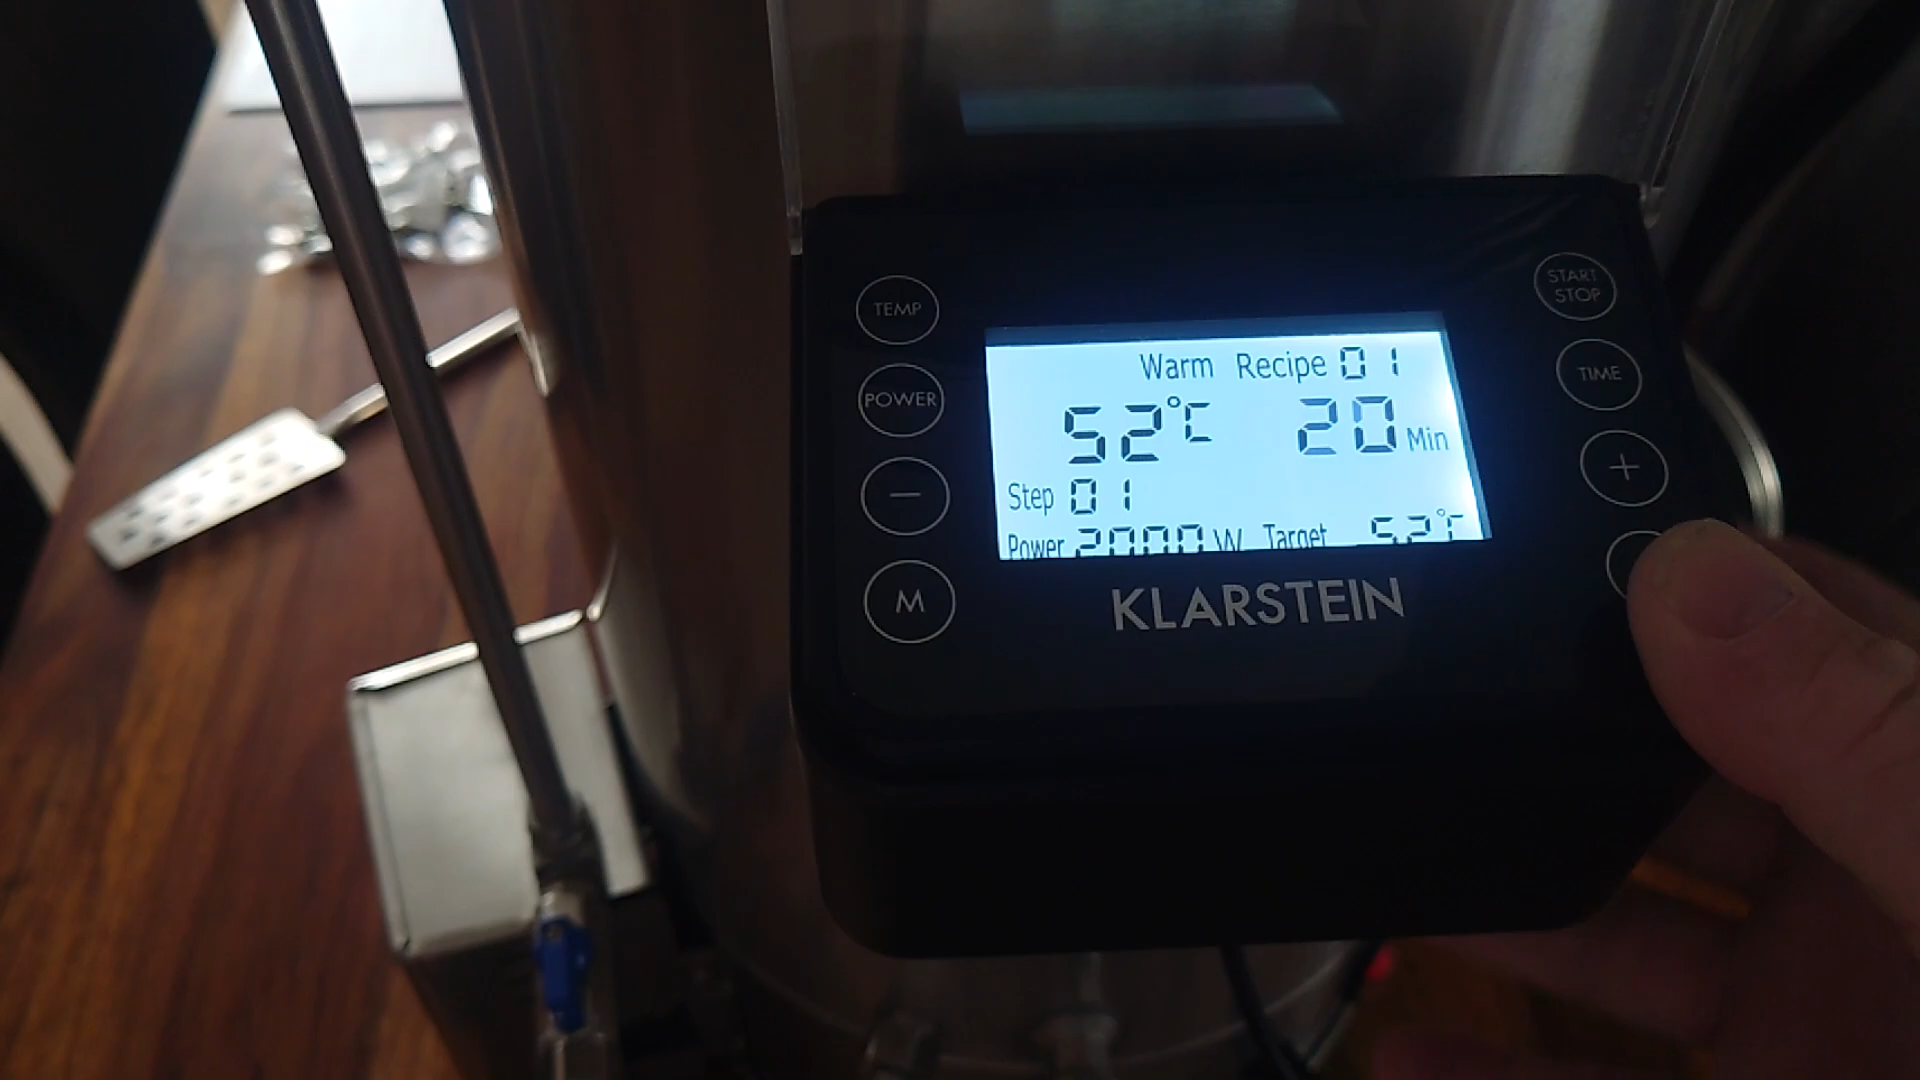 TEMP
POWER
−
M
START
STOP
TIME
+
Warm Recipe 01
52°C 20 Min
Step 01
Power 2000 W Target 52°C
KLARSTEIN